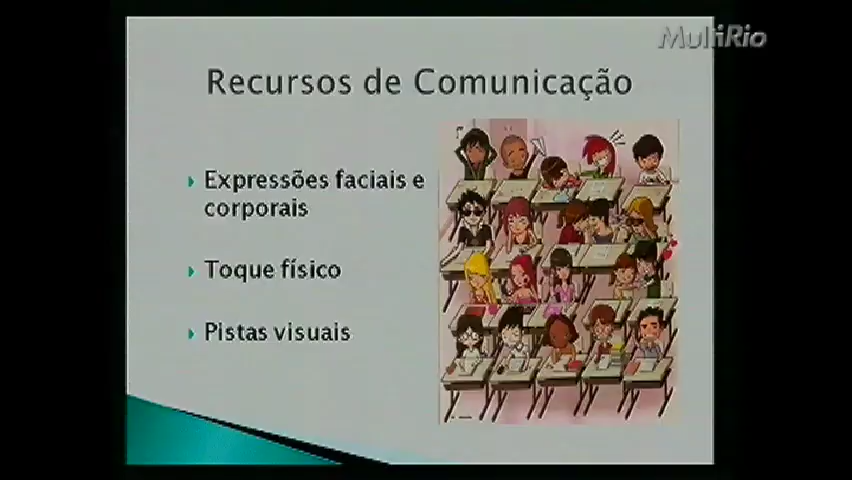 MultiRio
Recursos de Comunicação
Expressões faciais e
corporais
Toque físico
Pistas visuais